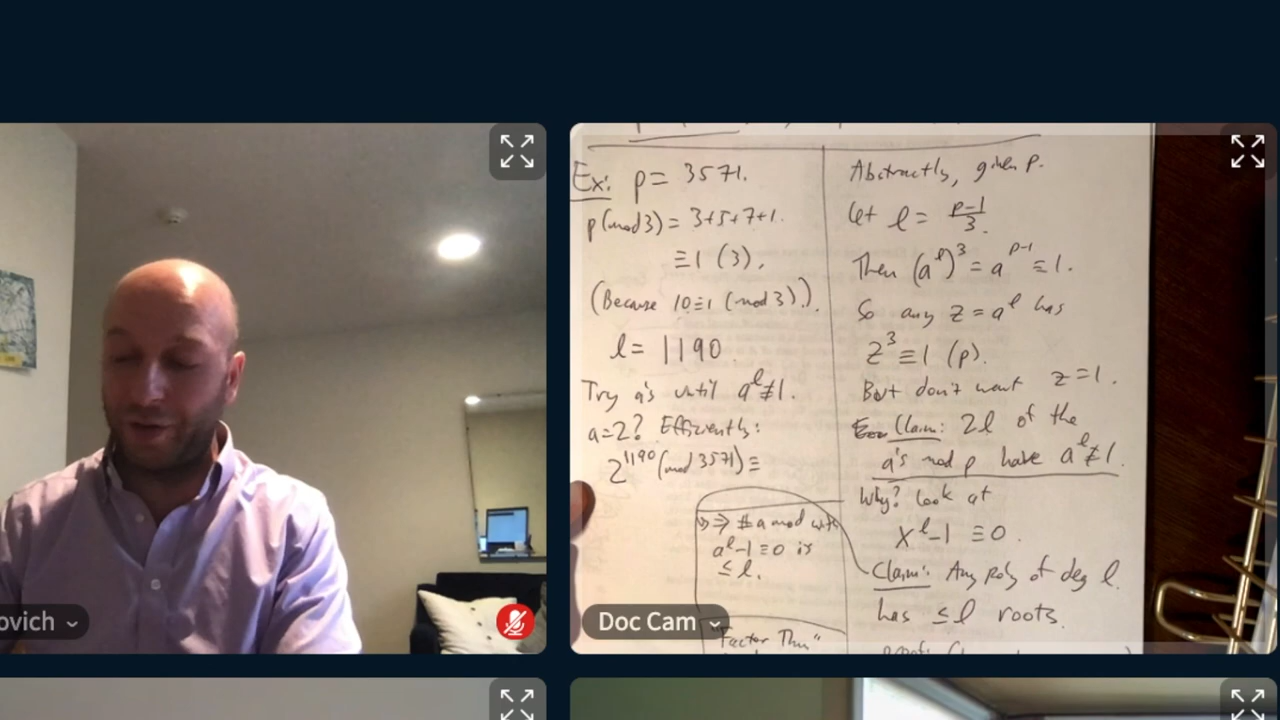 Ex: p = 3571.
p(mod 3) = 3+5+7+1.
≡ 1 (3).
(Because 10≡1 (mod 3)).
l = 1190.
Try a's until a^l ≢ 1.
a=2? Efficiently:
2^1190 (mod 3571) ≡
⇒ # a mod with
a^l-1≡0 is
≤ l.
"Factor Thm"
Abstractly, given p.
let l = (p-1)/3.
Then (a^l)^3 = a^(p-1) ≡ 1.
So any z = a^l has
z^3 ≡ 1 (p).
But don't want z=1.
Claim: 2l of the
a's mod p have a^l ≢ 1.
Why? Look at
x^l-1 ≡ 0.
Claim: Any poly of deg l
has ≤ l roots.
ovich
Doc Cam